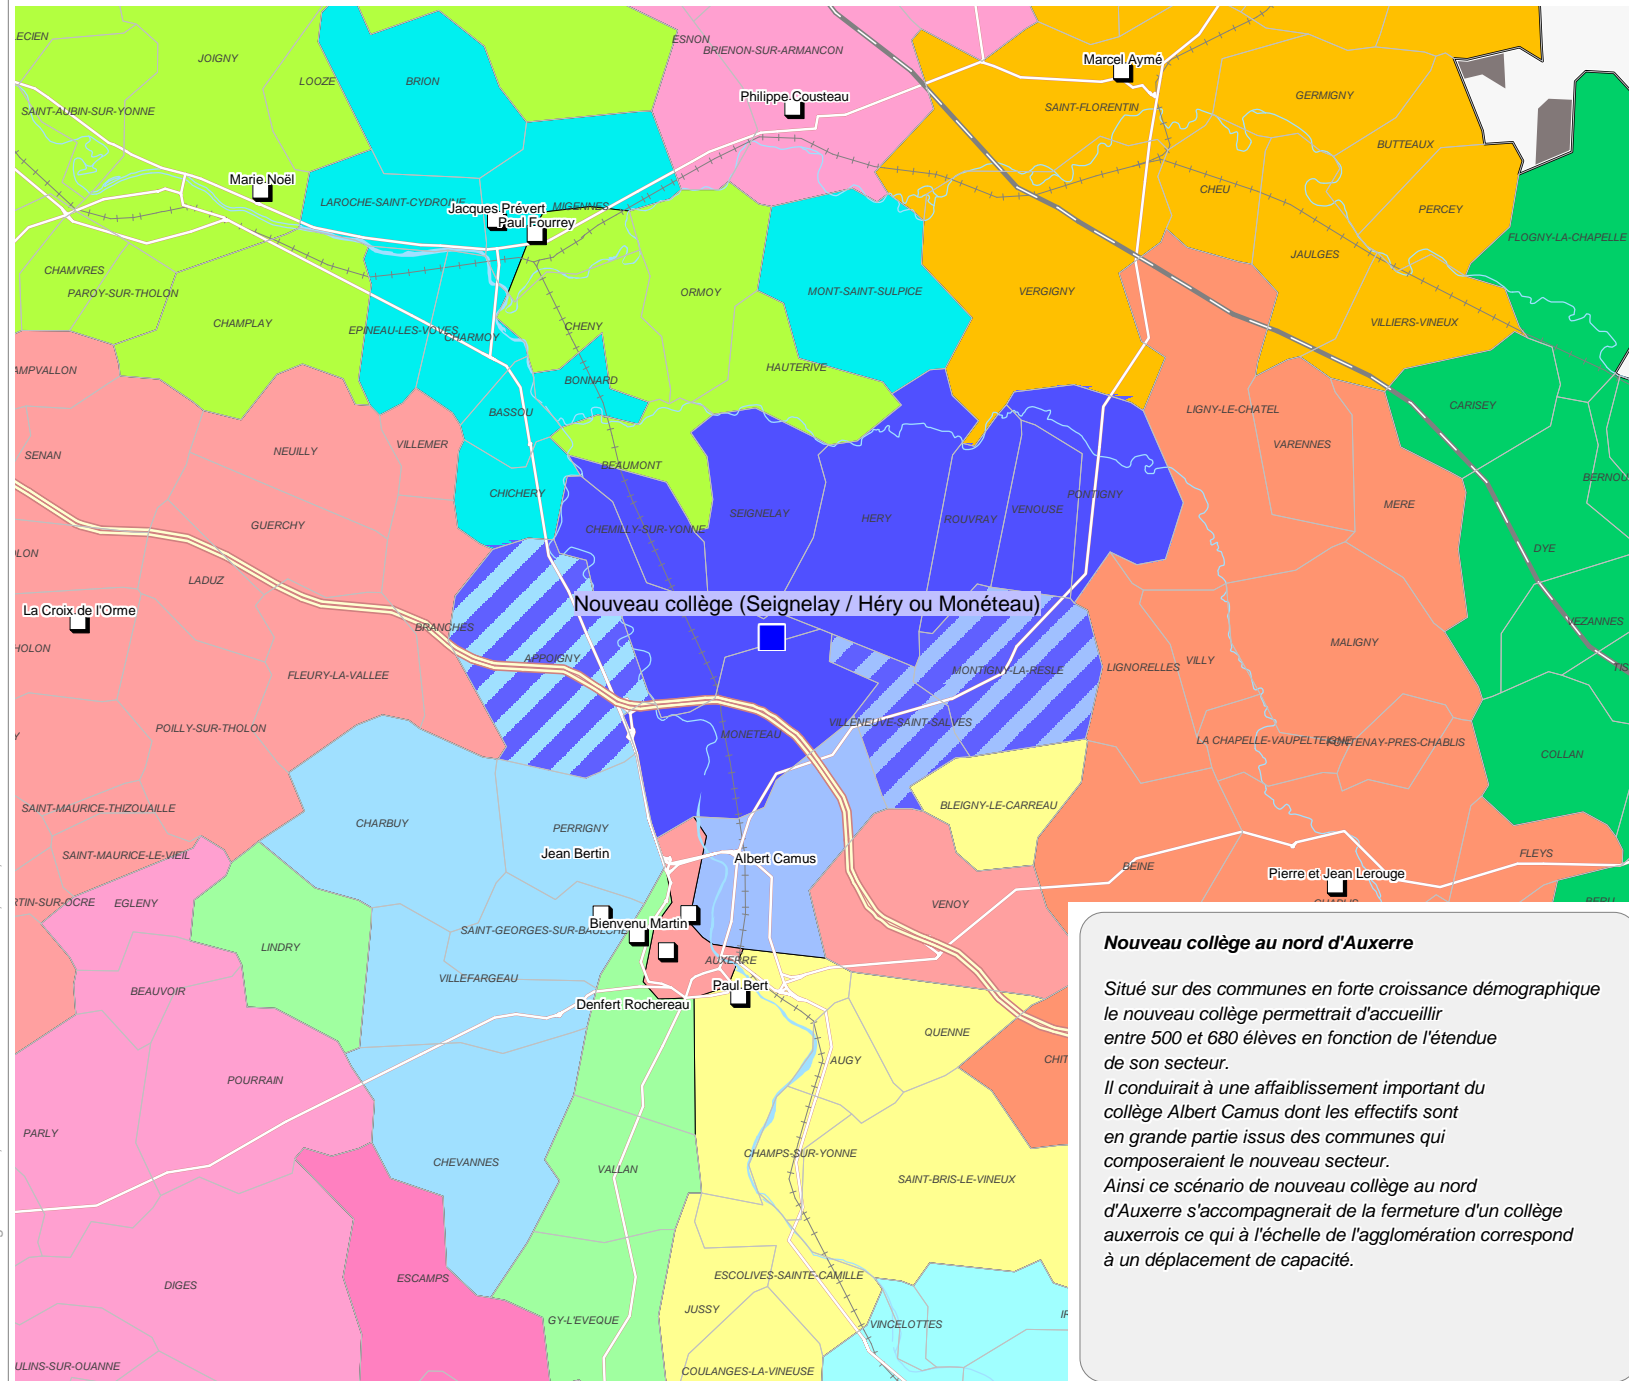 ECIEN
JOIGNY
LOOZE
BRION
ESNON
BRIENON-SUR-ARMANCON
Marcel Aymé
SAINT-AUBIN-SUR-YONNE
Philippe Cousteau
SAINT-FLORENTIN
GERMIGNY
BUTTEAUX
Marie Noël
LAROCHE-SAINT-CYDROINE
Jacques Prévert
MIGENNES
Paul Fourrey
CHEU
PERCEY
FLOGNY-LA-CHAPELLE
CHAMVRES
PAROY-SUR-THOLON
JAULGES
ORMOY
MONT-SAINT-SULPICE
VERGIGNY
CHAMPLAY
EPINEAU-LES-VOVES
CHARMOY
CHENY
VILLIERS-VINEUX
AMPVALLON
HAUTERIVE
BONNARD
BASSOU
LIGNY-LE-CHATEL
CARISEY
SENAN
NEUILLY
VILLEMER
VARENNES
BEAUMONT
BERNOU
CHICHERY
PONTIGNY
MERE
GUERCHY
CHEMILLY-SUR-YONNE
SEIGNELAY
HERY
ROUVRAY
VENOUSE
LON
DYE
LADUZ
La Croix de l'Orme
Nouveau collège (Seignelay / Héry ou Monéteau)
VEZANNES
BRANCHES
HOLON
APPOIGNY
MONTIGNY-LA-RESLE
LIGNORELLES
VILLY
MALIGNY
TIS
FLEURY-LA-VALLEE
POILLY-SUR-THOLON
Y
MONETEAU
VILLENEUVE-SAINT-SALVES
LA CHAPELLE-VAUPELTEIGNE
FONTENAY-PRES-CHABLIS
COLLAN
SAINT-MAURICE-THIZOUAILLE
CHARBUY
PERRIGNY
BLEIGNY-LE-CARREAU
SAINT-MAURICE-LE-VIEIL
Jean Bertin
Albert Camus
BEINE
FLEYS
Pierre et Jean Lerouge
RTIN-SUR-OCRE
EGLENY
VENOY
CHABLIS
BERU
LINDRY
SAINT-GEORGES-SUR-BAULCHE
Bienvenu Martin
VILLEFARGEAU
AUXERRE
BEAUVOIR
Denfert Rochereau
Paul Bert
QUENNE
AUGY
CHIT
POURRAIN
PARLY
CHEVANNES
VALLAN
CHAMPS-SUR-YONNE
SAINT-BRIS-LE-VINEUX
DIGES
ESCAMPS
ESCOLIVES-SAINTE-CAMILLE
JUSSY
GY-L'EVEQUE
VINCELOTTES
IR
ULINS-SUR-OUANNE
COULANGES-LA-VINEUSE
Nouveau collège au nord d'Auxerre
Situé sur des communes en forte croissance démographique
le nouveau collège permettrait d'accueillir
entre 500 et 680 élèves en fonction de l'étendue
de son secteur.
Il conduirait à une affaiblissement important du
collège Albert Camus dont les effectifs sont
en grande partie issus des communes qui
composeraient le nouveau secteur.
Ainsi ce scénario de nouveau collège au nord
d'Auxerre s'accompagnerait de la fermeture d'un collège
auxerrois ce qui à l'échelle de l'agglomération correspond
à un déplacement de capacité.